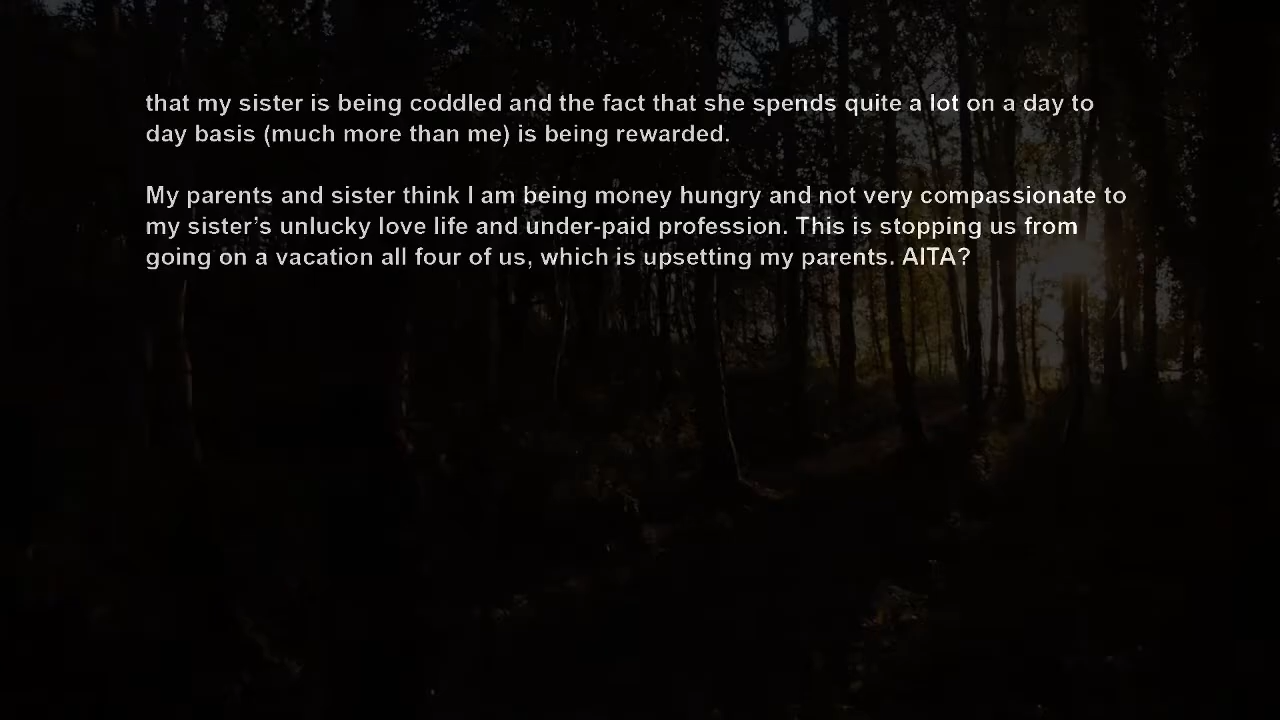 that my sister is being coddled and the fact that she spends quite a lot on a day to
day basis (much more than me) is being rewarded.
My parents and sister think I am being money hungry and not very compassionate to
my sister’s unlucky love life and under-paid profession. This is stopping us from
going on a vacation all four of us, which is upsetting my parents. AITA?